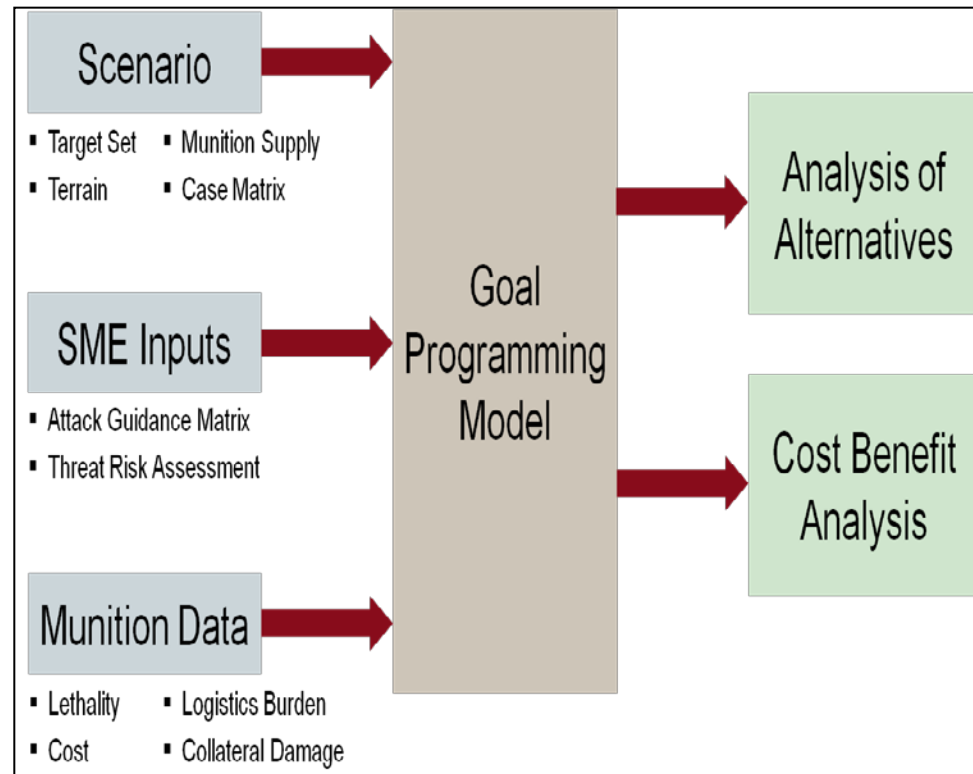 Scenario
▪ Target Set ▪ Munition Supply
▪ Terrain ▪ Case Matrix
SME Inputs
▪ Attack Guidance Matrix
▪ Threat Risk Assessment
Munition Data
▪ Lethality ▪ Logistics Burden
▪ Cost ▪ Collateral Damage
Goal
Programming
Model
Analysis of
Alternatives
Cost Benefit
Analysis